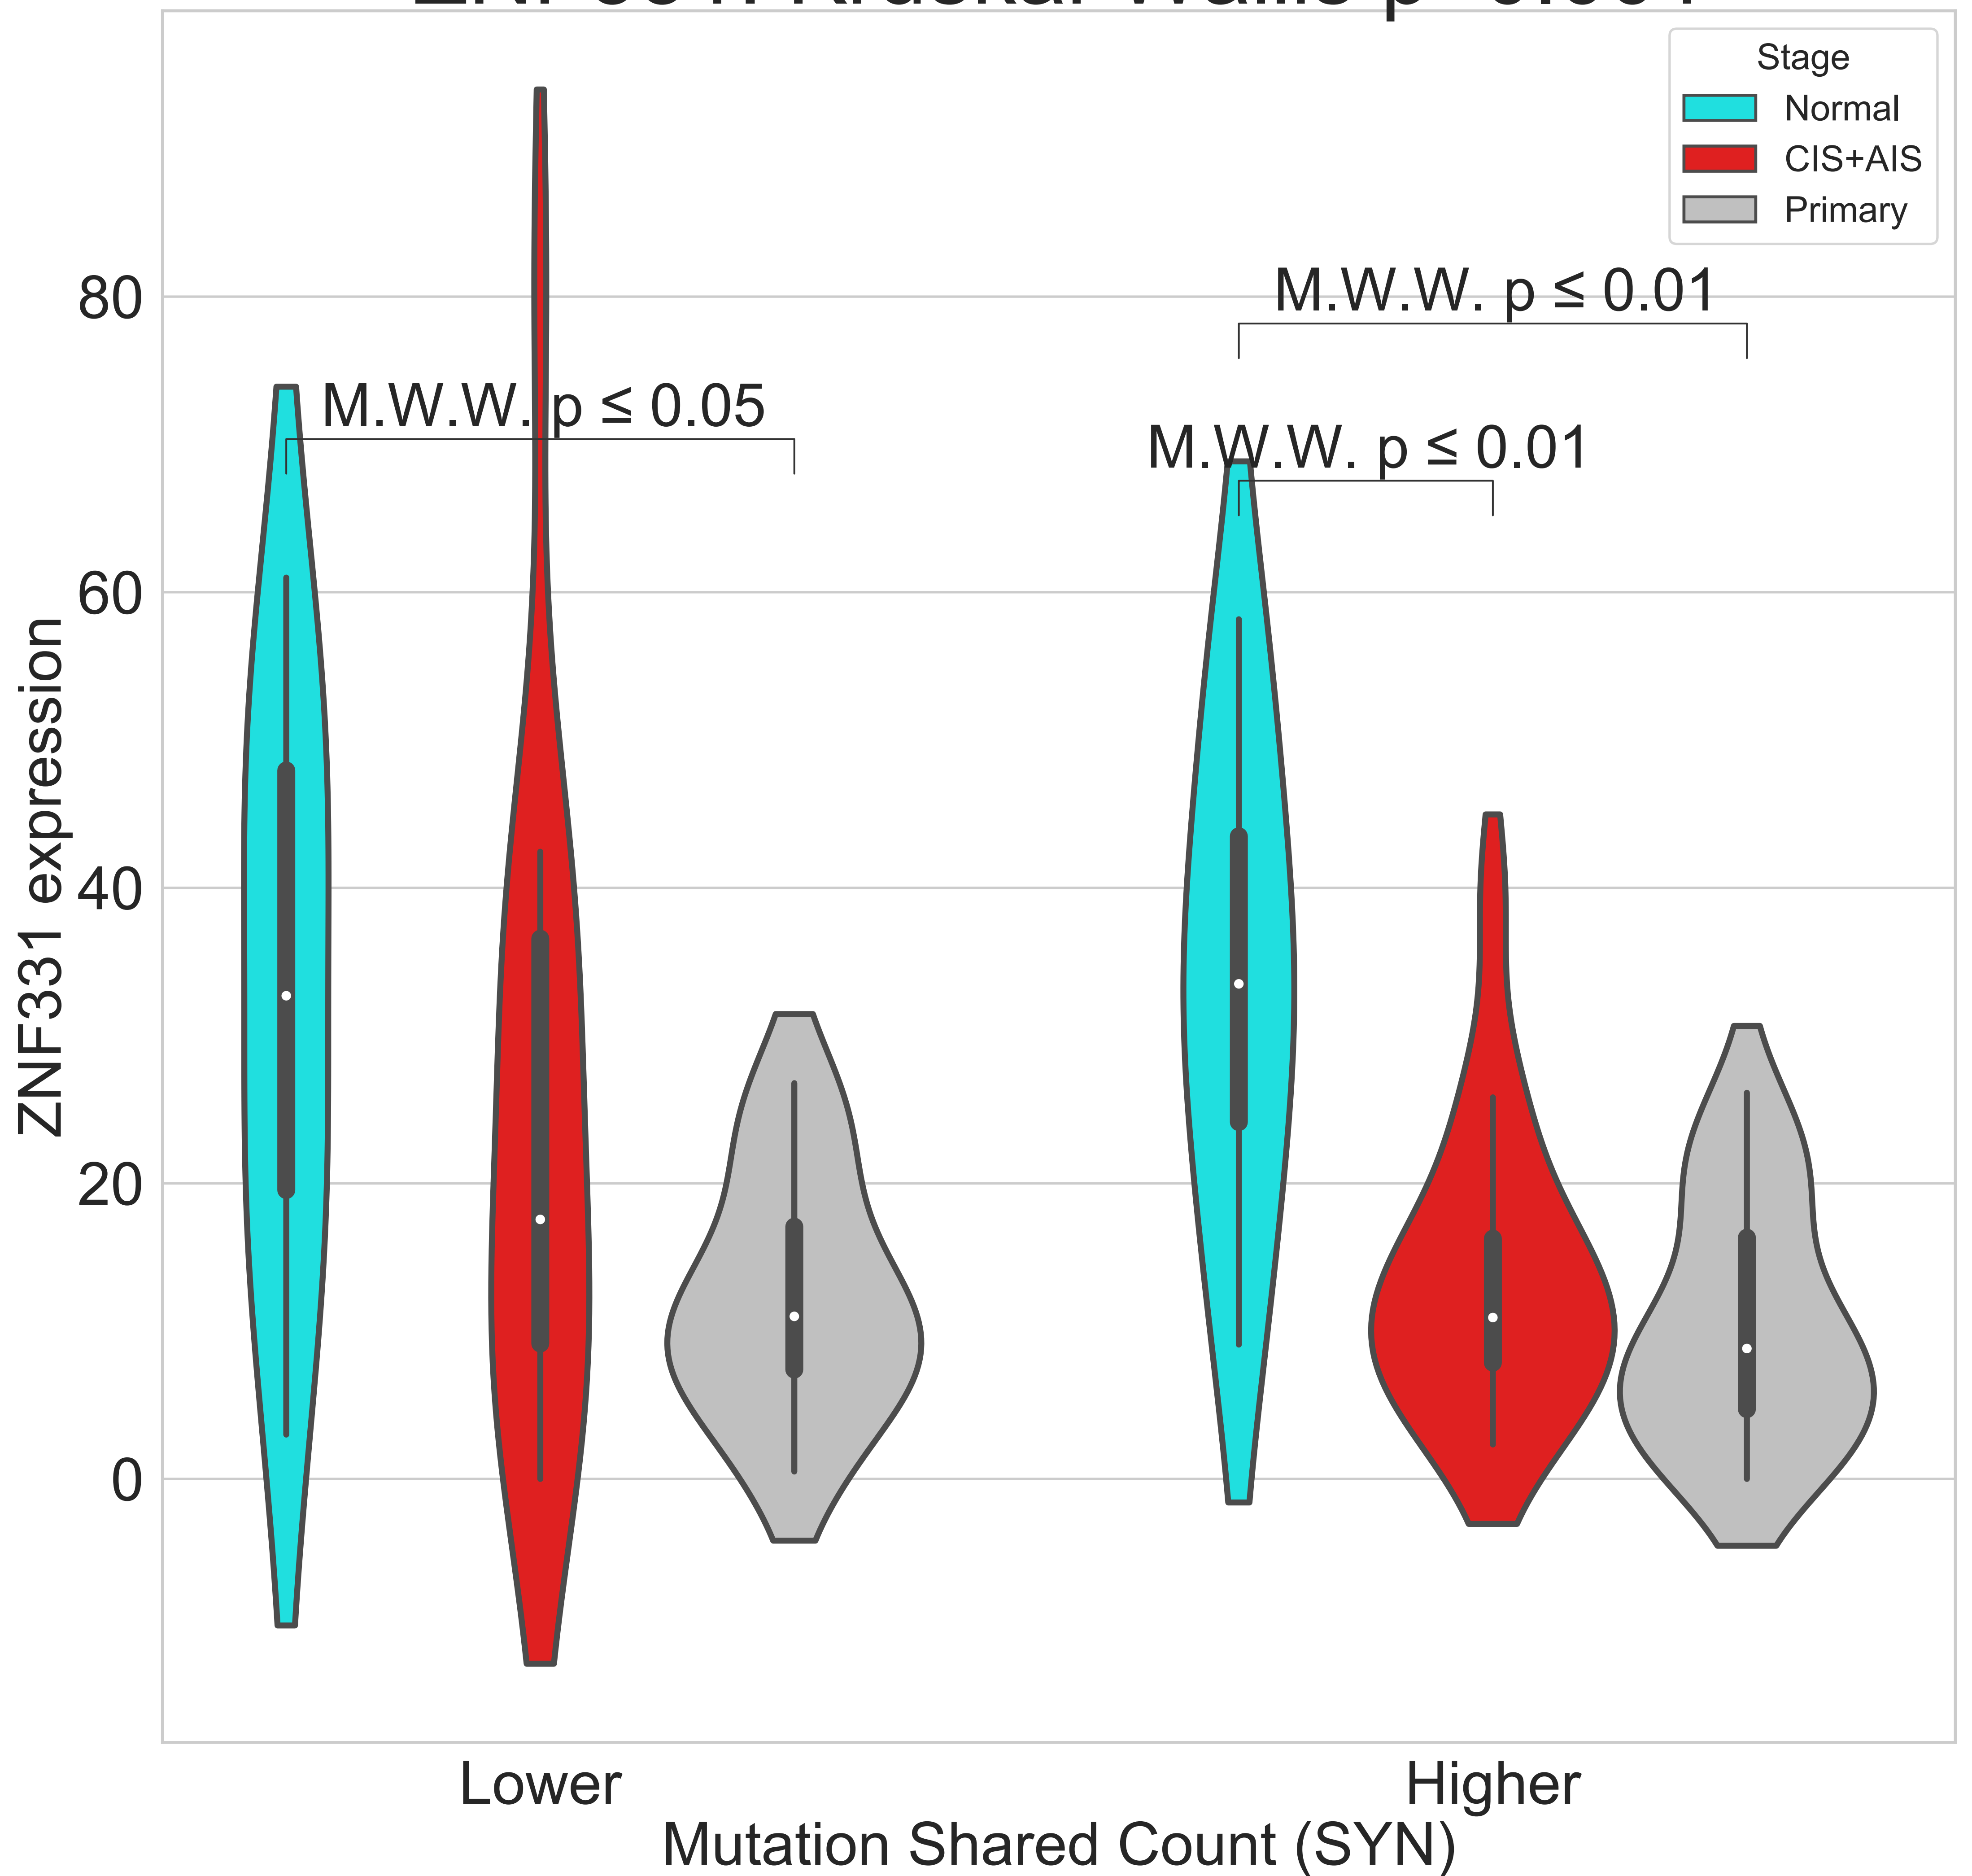 Stage
Normal
CIS+AIS
Primary
M.W.W. p ≤ 0.01
M.W.W. p ≤ 0.05
M.W.W. p ≤ 0.01
80
60
40
20
0
ZNF331 expression
Lower
Higher
Mutation Shared Count (SYN)